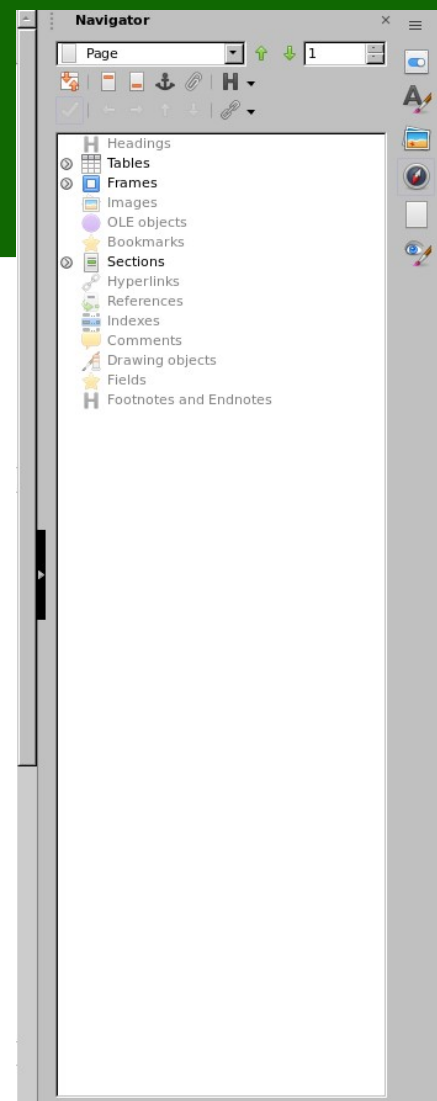 Navigator
Page
1
Headings
Tables
Frames
Images
OLE objects
Bookmarks
Sections
Hyperlinks
References
Indexes
Comments
Drawing objects
Fields
Footnotes and Endnotes